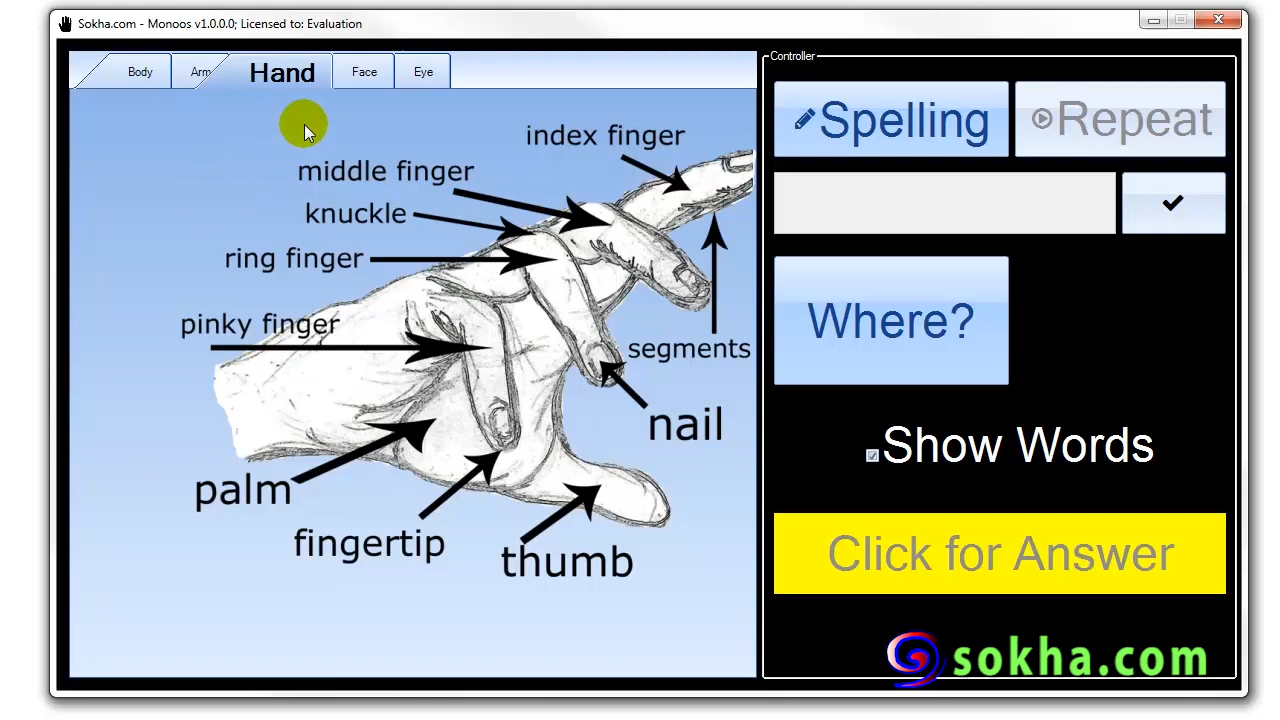 Sokha.com - Monoos v1.0.0.0; Licensed to: Evaluation
Body
Arm
Hand
Face
Eye
index finger
middle finger
knuckle
ring finger
pinky finger
segments
nail
palm
fingertip
thumb
Controller
Spelling
Repeat
Where?
Show Words
Click for Answer
sokha.com